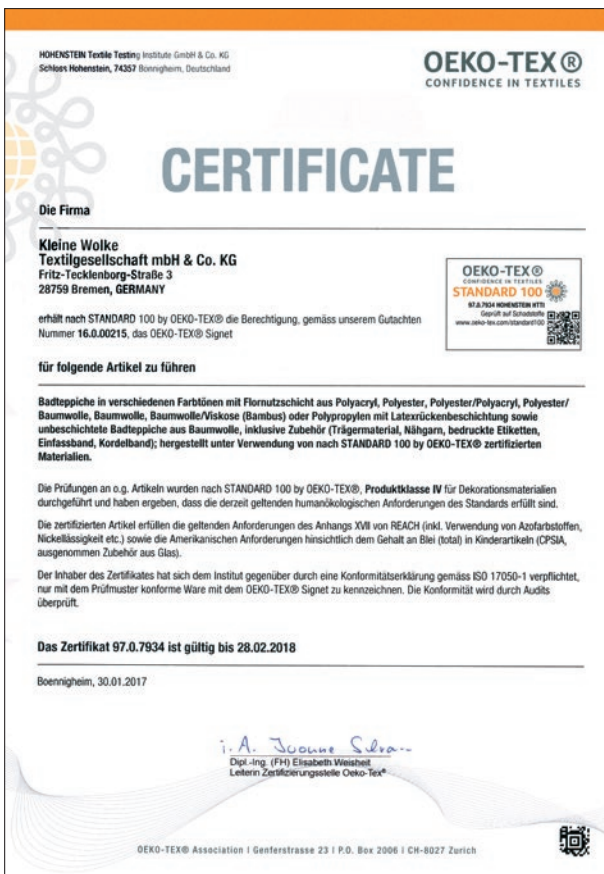 HOHENSTEIN Textile Testing Institute GmbH & Co. KG
Schloss Hohenstein, 74357 Bönnigheim, Deutschland
OEKO-TEX®
CONFIDENCE IN TEXTILES
CERTIFICATE
Die Firma
Kleine Wolke
Textilgesellschaft mbH & Co. KG
Fritz-Tecklenborg-Straße 3
28759 Bremen, GERMANY
OEKO-TEX®
CONFIDENCE IN TEXTILES
STANDARD 100
97.0.7934 HOHENSTEIN HTTI
Geprüft auf Schadstoffe
www.oeko-tex.com/standard100
erhält nach STANDARD 100 by OEKO-TEX® die Berechtigung, gemäss unserem Gutachten
Nummer 16.0.00215, das OEKO-TEX® Signet
für folgende Artikel zu führen
Badteppiche in verschiedenen Farbtönen mit Flornutzschicht aus Polyacryl, Polyester, Polyester/Polyacryl, Polyester/
Baumwolle, Baumwolle, Baumwolle/Viskose (Bambus) oder Polypropylen mit Latexrückenbeschichtung sowie
unbeschichtete Badteppiche aus Baumwolle, inklusive Zubehör (Trägermaterial, Nähgarn, bedruckte Etiketten,
Einfassband, Kordelband); hergestellt unter Verwendung von nach STANDARD 100 by OEKO-TEX® zertifizierten
Materialien.
Die Prüfungen an o.g. Artikeln wurden nach STANDARD 100 by OEKO-TEX®, Produktklasse IV für Dekorationsmaterialien
durchgeführt und haben ergeben, dass die derzeit geltenden humanökologischen Anforderungen des Standards erfüllt sind.
Die zertifizierten Artikel erfüllen die geltenden Anforderungen des Anhangs XVII von REACH (inkl. Verwendung von Azofarbstoffen,
Nickellässigkeit etc.) sowie die Amerikanischen Anforderungen hinsichtlich dem Gehalt an Blei (total) in Kinderartikeln (CPSIA,
ausgenommen Zubehör aus Glas).
Der Inhaber des Zertifikates hat sich dem Institut gegenüber durch eine Konformitätserklärung gemäss ISO 17050-1 verpflichtet,
nur mit dem Prüfmuster konforme Ware mit dem OEKO-TEX® Signet zu kennzeichnen. Die Konformität wird durch Audits
überprüft.
Das Zertifikat 97.0.7934 ist gültig bis 28.02.2018
Boennigheim, 30.01.2017
i. A.
Dipl.-Ing. (FH) Elisabeth Weisheit
Leiterin Zertifizierungsstelle Oeko-Tex®
OEKO-TEX® Association | Genferstrasse 23 | P.O. Box 2006 | CH-8027 Zurich